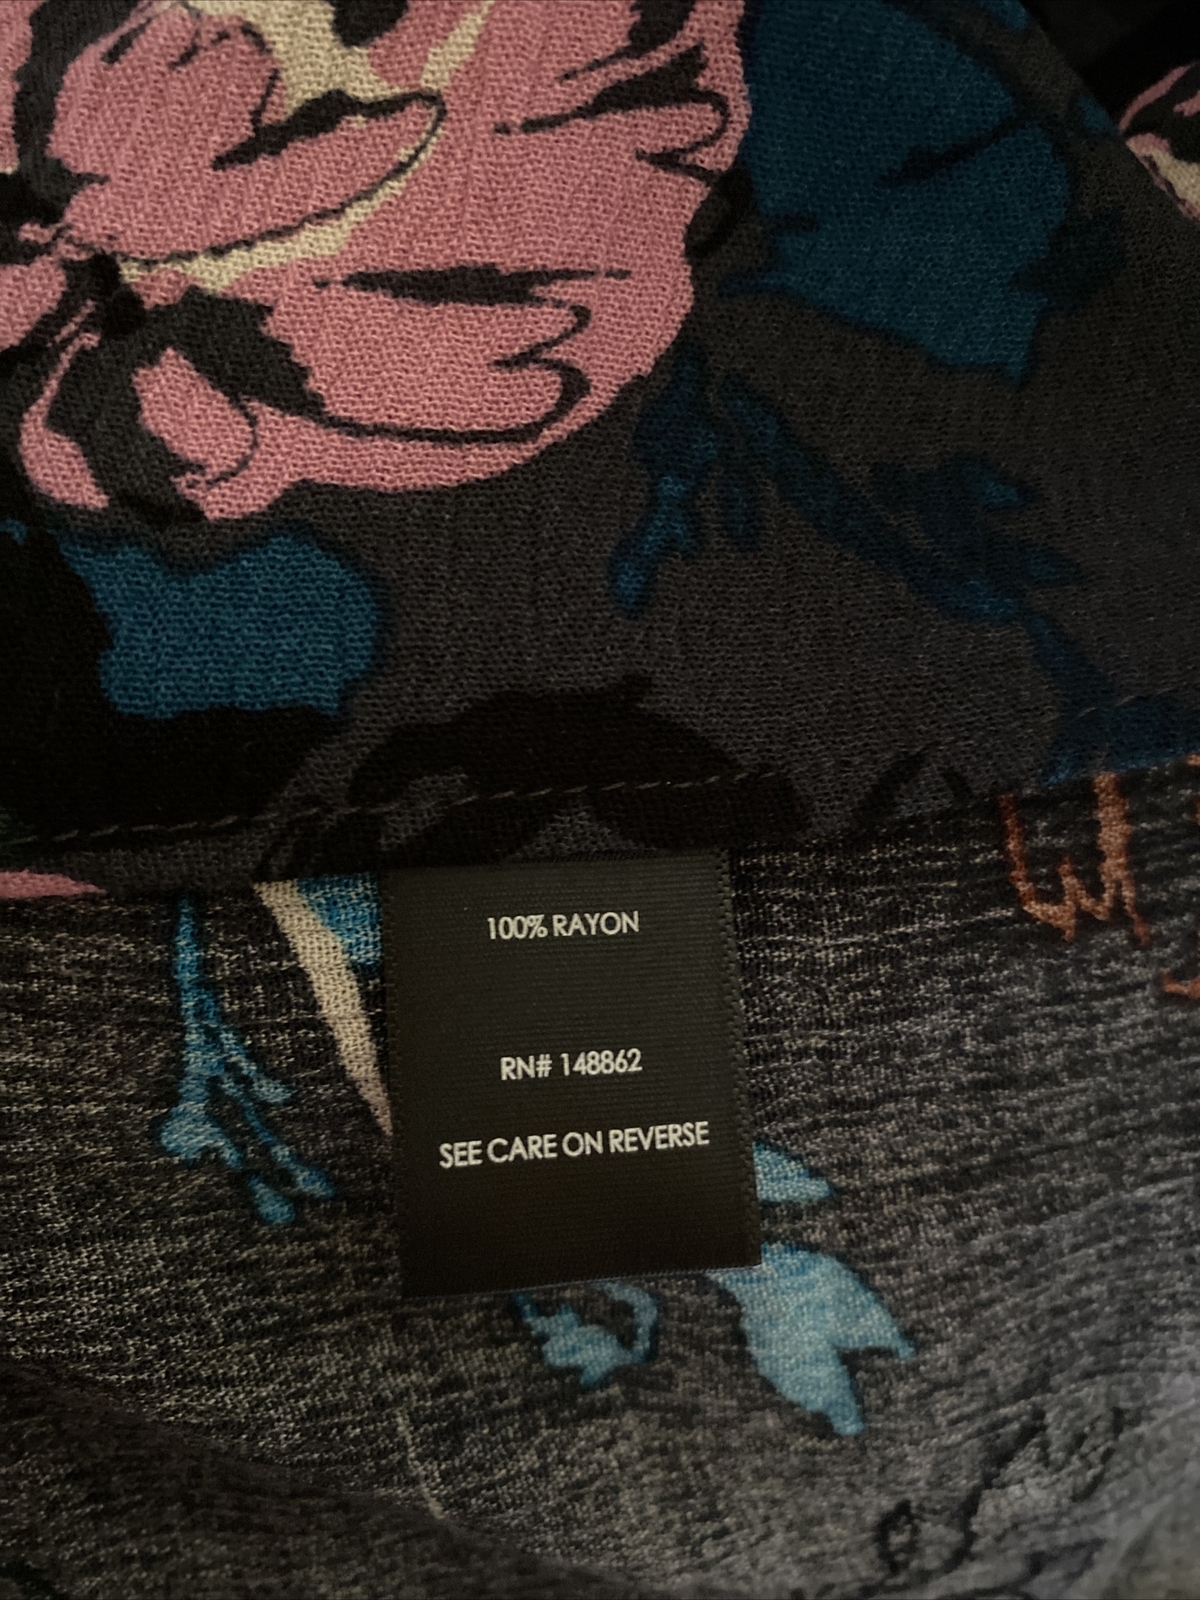 100% RAYON
RN# 148862
SEE CARE ON REVERSE